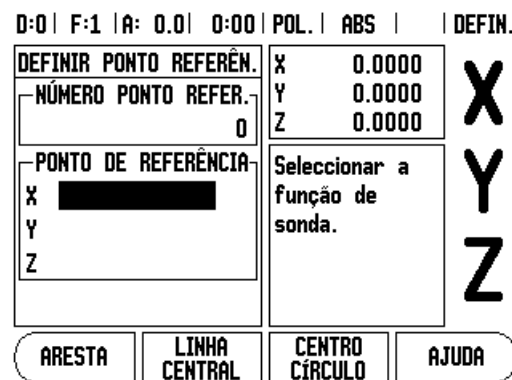 D:0| F:1 |A: 0.0| 0:00| POL.| ABS | | DEFIN.
DEFINIR PONTO REFERÊN.
NÚMERO PONTO REFER.
0
PONTO DE REFERÊNCIA
X
Y
Z
X 0.0000
Y 0.0000
Z 0.0000
Seleccionar a
função de
sonda.
X
Y
Z
ARESTA
LINHA
CENTRAL
CENTRO
CÍRCULO
AJUDA